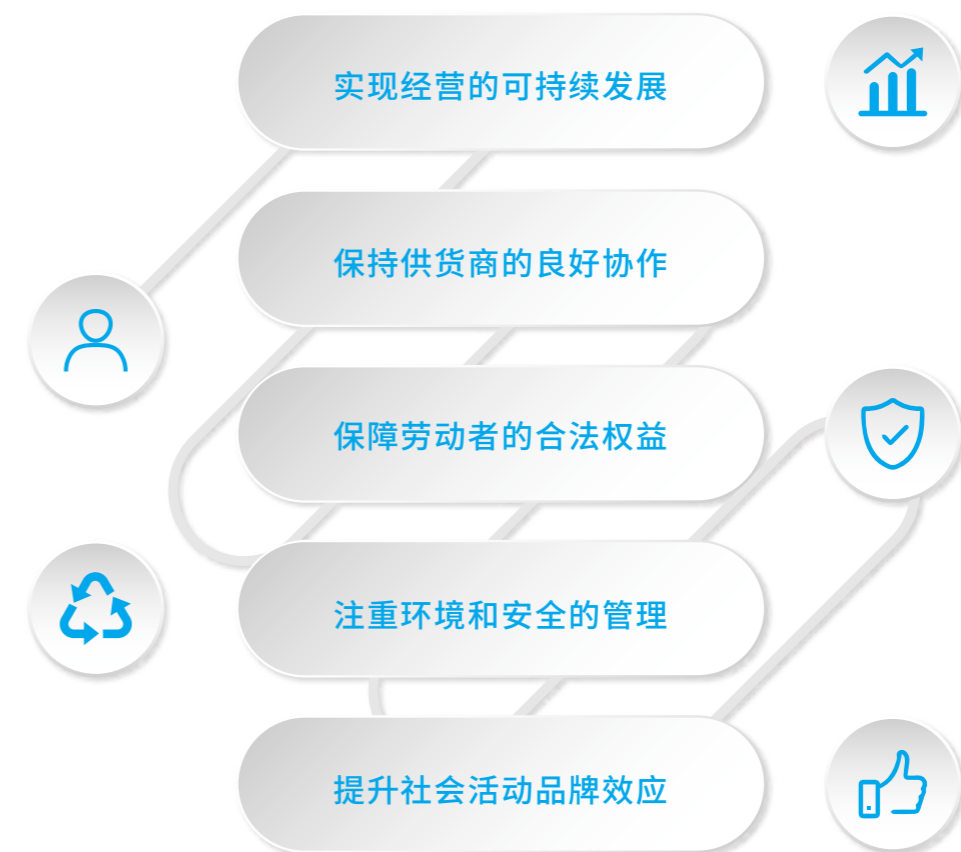 实现经营的可持续发展
保持供货商的良好协作
保障劳动者的合法权益
注重环境和安全的管理
提升社会活动品牌效应